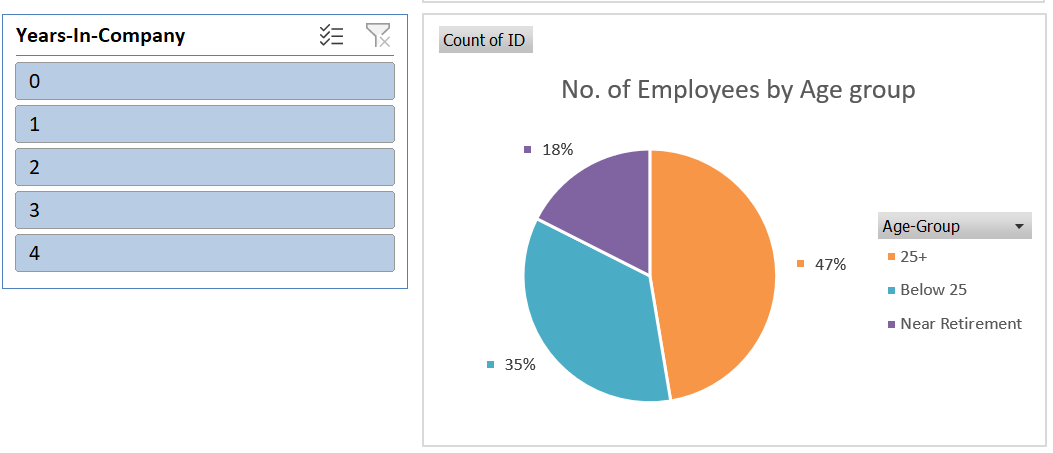 Years-In-Company
0
1
2
3
4
Count of ID
No. of Employees by Age group
18%
47%
35%
Age-Group
25+
Below 25
Near Retirement